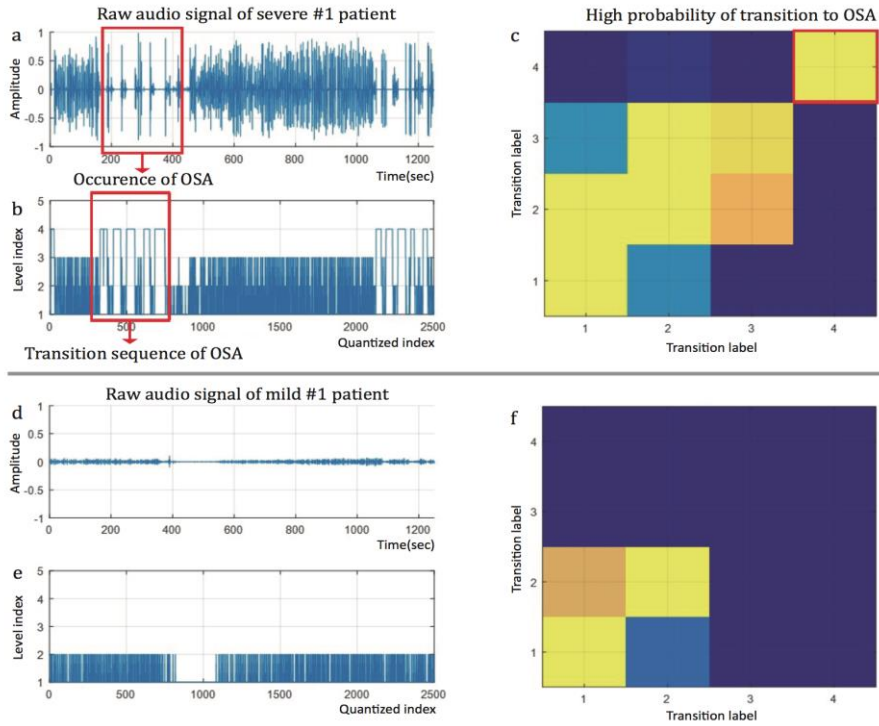 Raw audio signal of severe #1 patient
High probability of transition to OSA
a
Amplitude
1
0.5
0
-0.5
-1
0 200 400 600 800 1000 1200
Time(sec)
Occurence of OSA
b
Level index
5
4
3
2
1
500 1000 1500 2000 2500
Quantized index
Transition sequence of OSA
c
Transition label
4
3
2
1
1 2 3 4
Transition label
Raw audio signal of mild #1 patient
d
Amplitude
1
0.5
0
-0.5
-1
0 200 400 600 800 1000 1200
Time(sec)
e
Level index
5
4
3
2
1
0 500 1000 1500 2000 2500
Quantized index
f
Transition label
4
3
2
1
1 2 3 4
Transition label